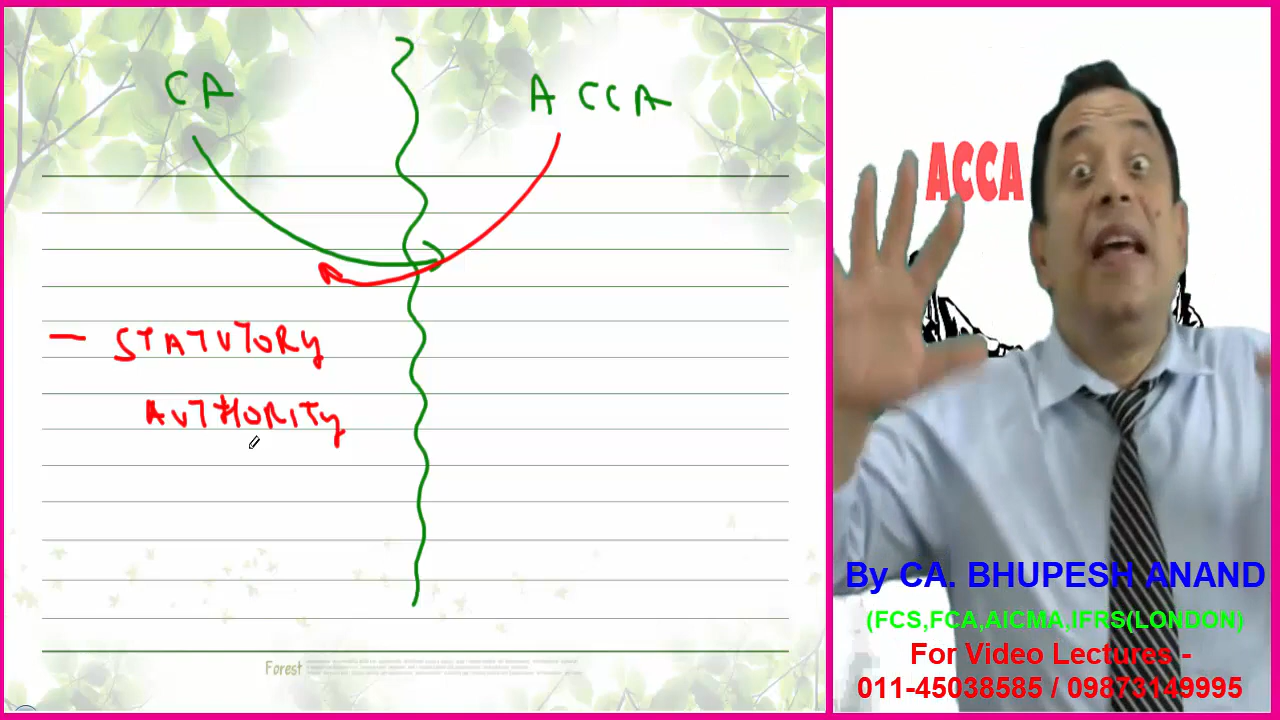 CA
ACCA
— STATUTORY
AUTHORITY
Forest
ACCA
By CA. BHUPESH ANAND
(FCS,FCA,AICMA,IFRS(LONDON)
For Video Lectures -
011-45038585 / 09873149995